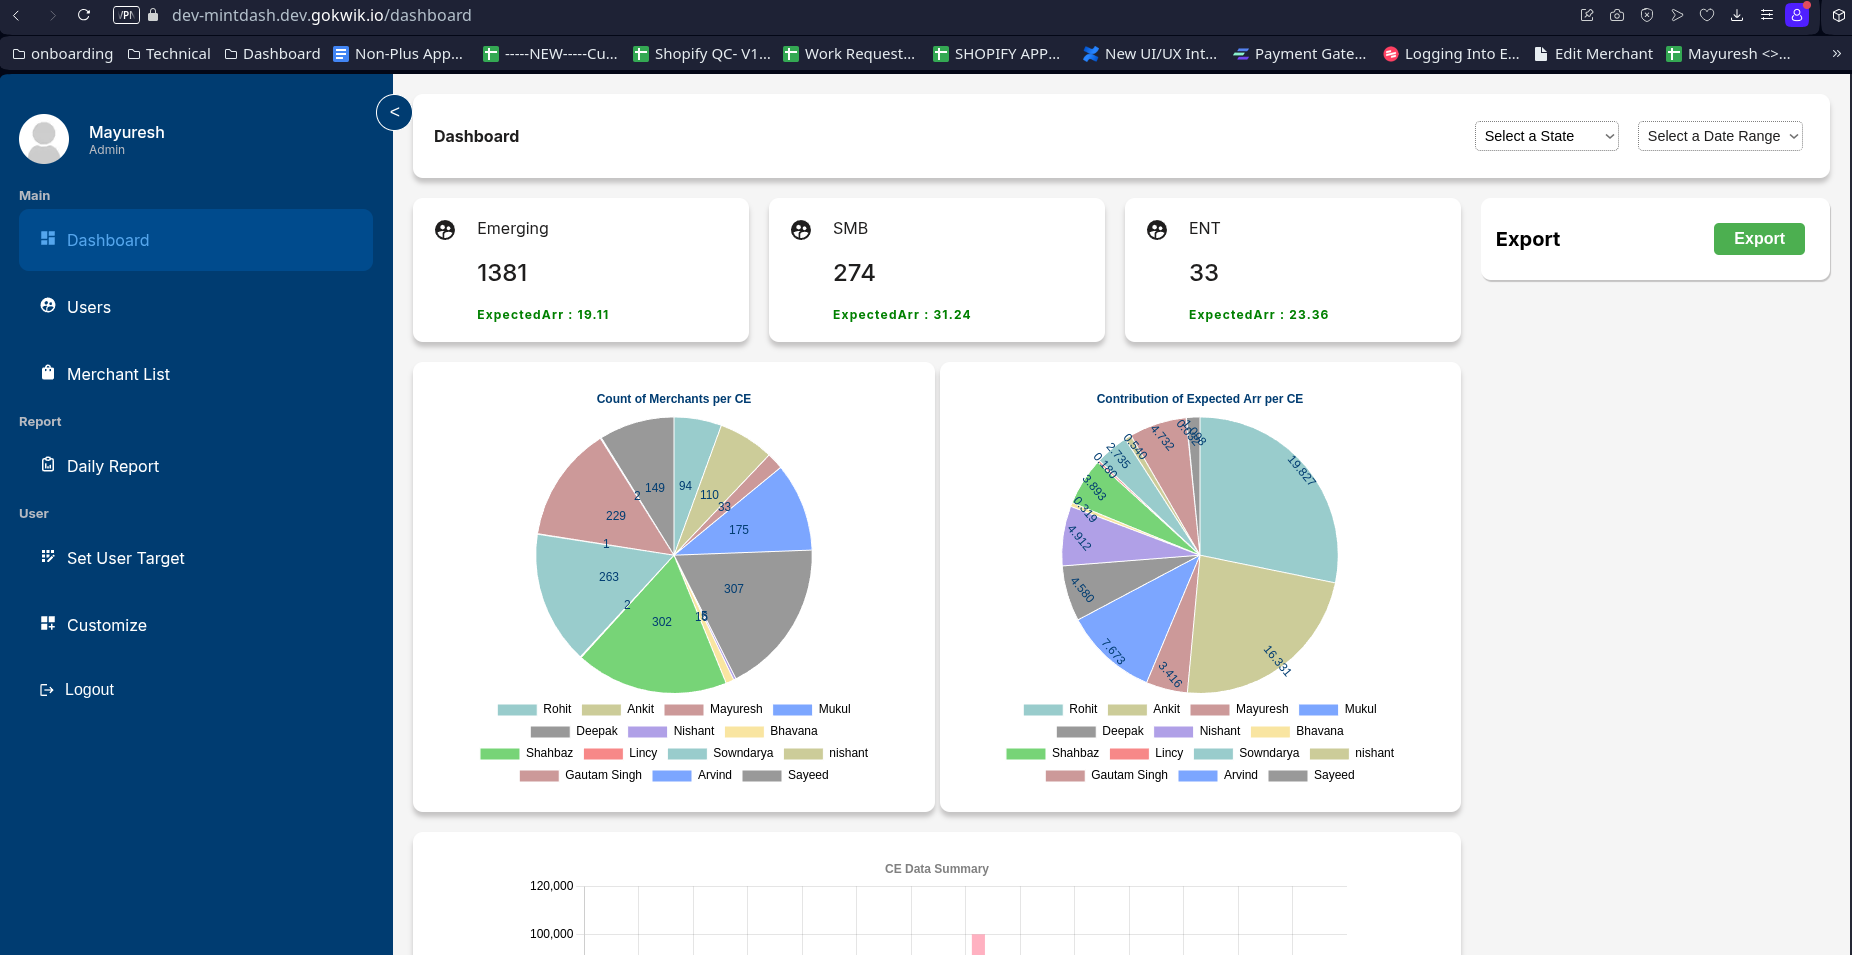 VPN dev-mintdash.dev.gokwik.io/dashboard
onboarding Technical Dashboard Non-Plus App... -----NEW-----Cu... Shopify QC- V1... Work Request... SHOPIFY APP... New UI/UX Int... Payment Gate... Logging Into E... Edit Merchant Mayuresh <>... »
Mayuresh
Admin
Main
Dashboard
Users
Merchant List
Report
Daily Report
User
Set User Target
Customize
Logout
<
Dashboard
Select a State
Select a Date Range
Emerging
1381
ExpectedArr : 19.11
SMB
274
ExpectedArr : 31.24
ENT
33
ExpectedArr : 23.36
Export
Export
Count of Merchants per CE
94
110
33
175
307
302
2
263
1
229
2
149
Rohit Ankit Mayuresh Mukul
Deepak Nishant Bhavana
Shahbaz Lincy Sowndarya nishant
Gautam Singh Arvind Sayeed
Contribution of Expected Arr per CE
19.827
16.331
3.416
7.673
4.580
4.912
0.319
3.893
0.180
2.735
0.540
4.732
Rohit Ankit Mayuresh Mukul
Deepak Nishant Bhavana
Shahbaz Lincy Sowndarya nishant
Gautam Singh Arvind Sayeed
CE Data Summary
120,000
100,000